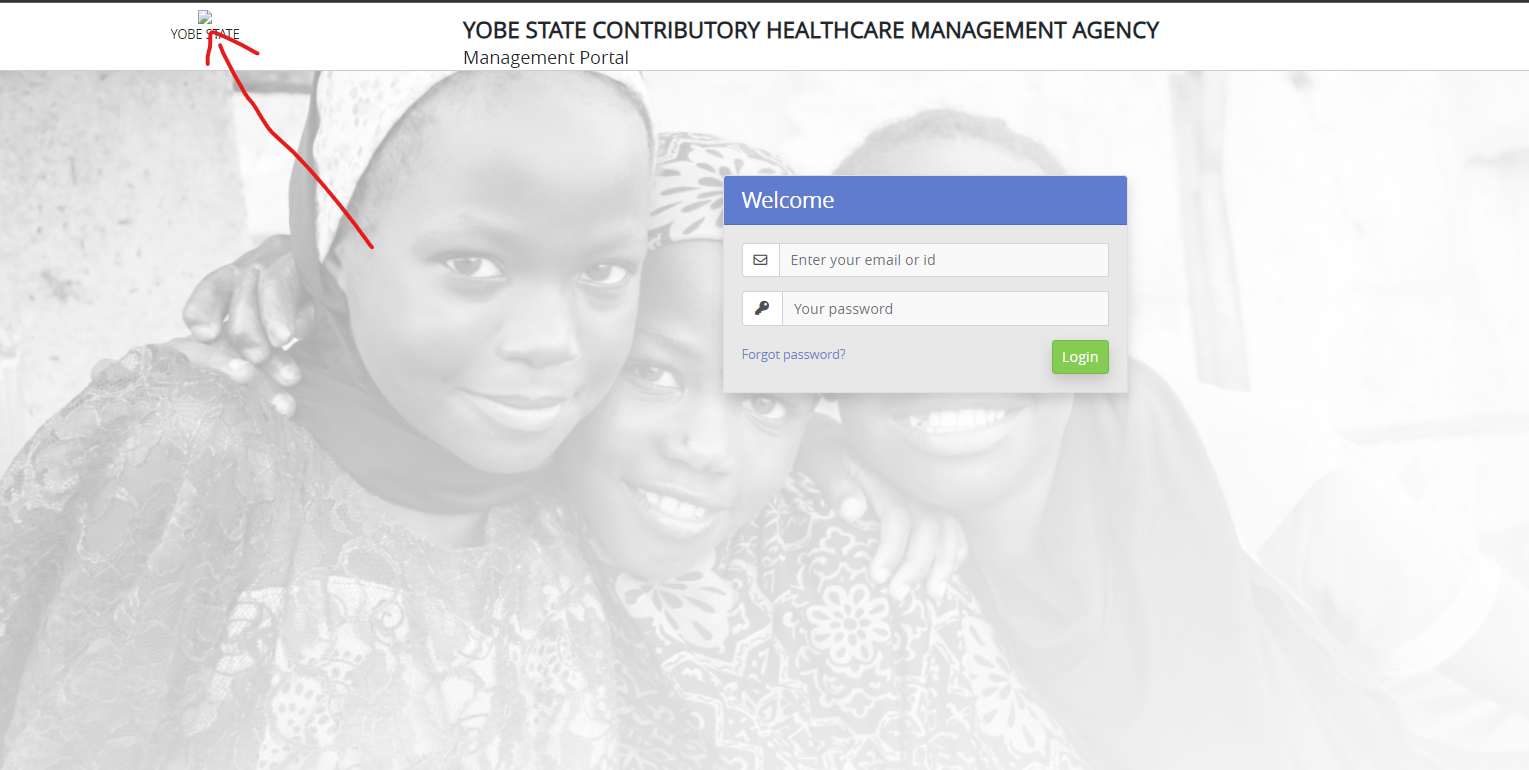 YOBE STATE
YOBE STATE CONTRIBUTORY HEALTHCARE MANAGEMENT AGENCY
Management Portal
Welcome
Enter your email or id
Your password
Forgot password?
Login